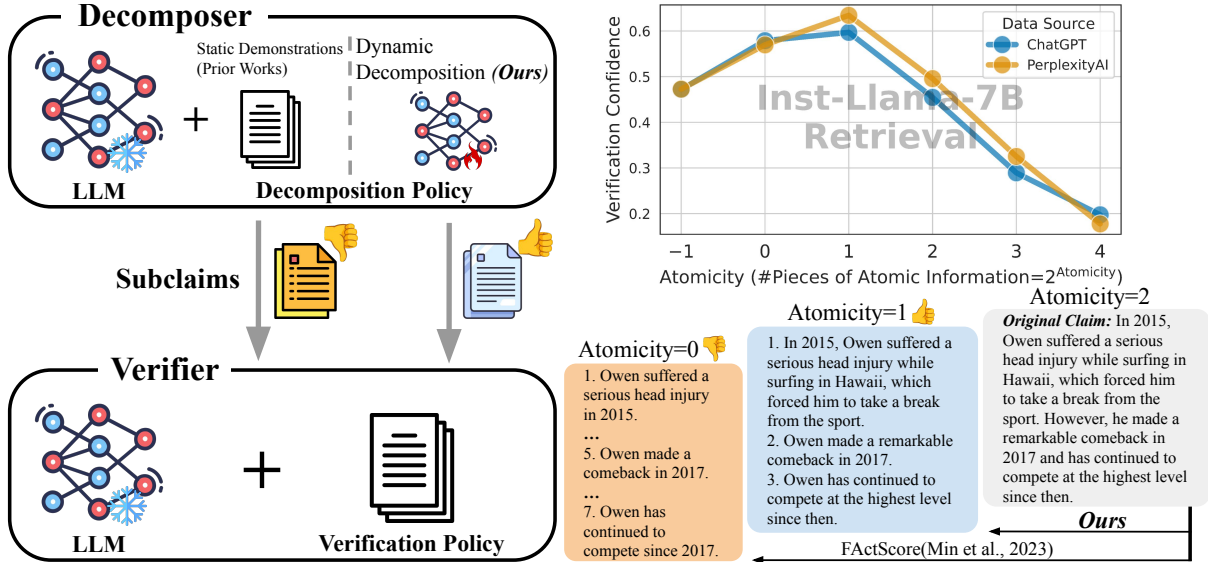 Decomposer
Static Demonstrations
(Prior Works)
Dynamic
Decomposition (Ours)
+
LLM
Decomposition Policy
Subclaims
Verifier
+
LLM
Verification Policy
Verification Confidence
0.6
0.5
0.4
0.3
0.2
Data Source
ChatGPT
PerplexityAI
Inst-Llama-7B
Retrieval
−1 0 1 2 3 4
Atomicity (#Pieces of Atomic Information=2^Atomicity)
Atomicity=0
1. Owen suffered a
serious head injury
in 2015.
...
5. Owen made a
comeback in 2017.
...
7. Owen has
continued to
compete since 2017.
Atomicity=1
1. In 2015, Owen suffered a
serious head injury while
surfing in Hawaii, which
forced him to take a break
from the sport.
2. Owen made a remarkable
comeback in 2017.
3. Owen has continued to
compete at the highest level
since then.
Atomicity=2
Original Claim: In 2015,
Owen suffered a serious
head injury while surfing in
Hawaii, which forced him
to take a break from the
sport. However, he made a
remarkable comeback in
2017 and has continued to
compete at the highest level
since then.
Ours
FActScore(Min et al., 2023)